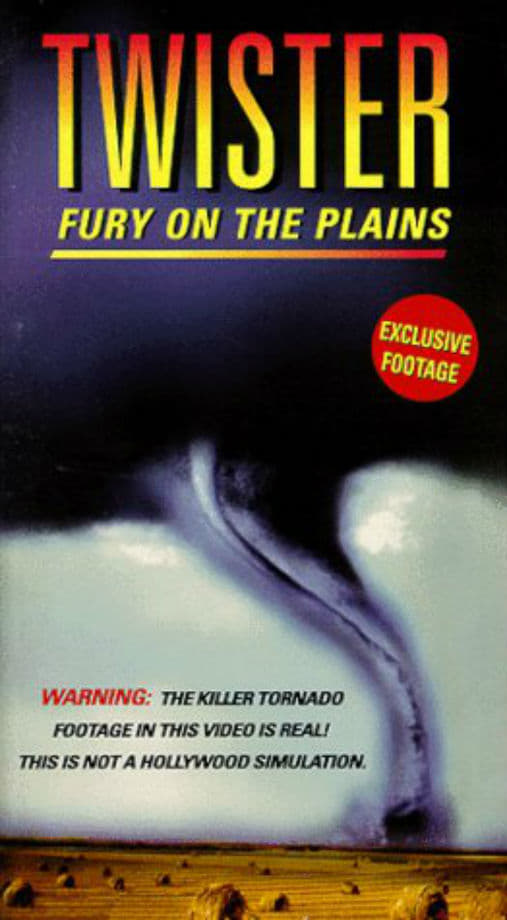 TWISTER
FURY ON THE PLAINS
EXCLUSIVE
FOOTAGE
WARNING: THE KILLER TORNADO
FOOTAGE IN THIS VIDEO IS REAL!
THIS IS NOT A HOLLYWOOD SIMULATION.